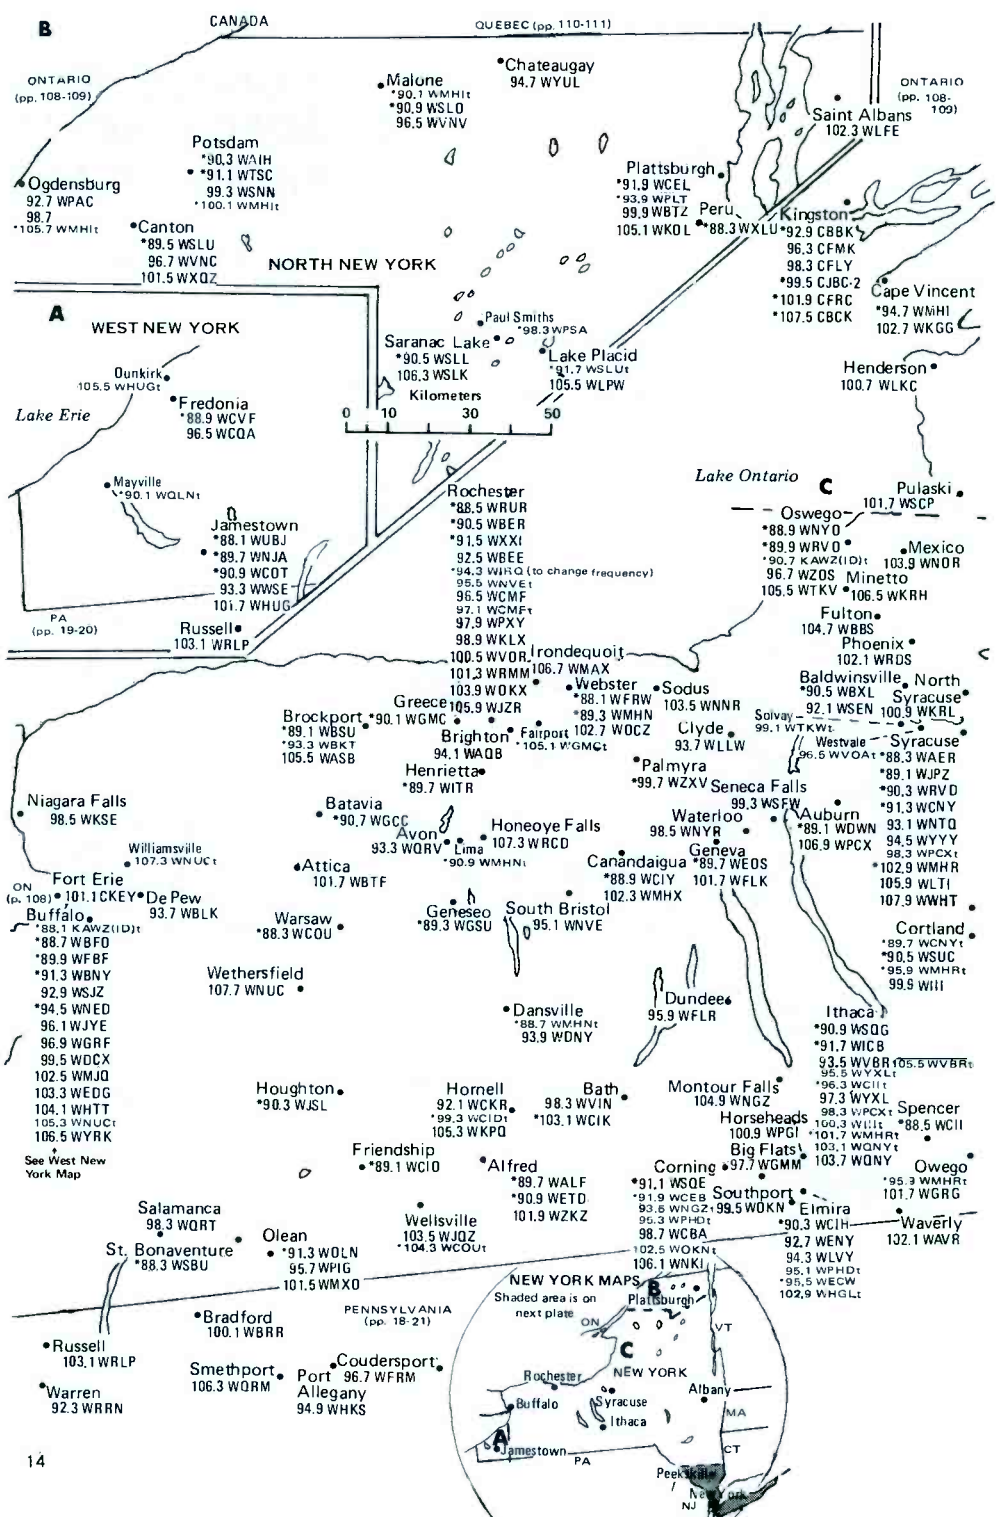 B
CANADA
QUEBEC (pp. 110-111)
ONTARIO
(pp. 108-109)
ONTARIO
(pp. 108-
109)
Malone
*90.1 WMHIt
*90.9 WSLO
96.5 WVNV
Chateaugay
94.7 WYUL
Saint Albans
102.3 WLFE
Potsdam
*90.3 WAIH
*91.1 WTSC
99.3 WSNN
*100.1 WMHIt
Ogdensburg
92.7 WPAC
98.7
*105.7 WMHIt
Canton
*89.5 WSLU
96.7 WVNC
101.5 WXQZ
Plattsburgh
*91.9 WCEL
*93.9 WPLT
99.9 WBTZ
105.1 WKOL
Peru
*88.3 WXLU
Kingston
*92.9 CBBK
96.3 CFMK
98.3 CFLY
*99.5 CJBC-2
*101.9 CFRC
*107.5 CBCK
Cape Vincent
*94.7 WMHI
102.7 WKGG
NORTH NEW YORK
Paul Smiths
*98.3 WPSA
Saranac Lake
*90.5 WSLL
106.3 WSLK
Lake Placid
*91.7 WSLUt
105.5 WLPW
Henderson
100.7 WLKC
Kilometers
0 10 30 50
A
WEST NEW YORK
Dunkirk
105.5 WHUGt
Lake Erie
Fredonia
*88.9 WCVF
96.5 WCQA
Mayville
*90.1 WQLNt
Jamestown
*88.1 WUBJ
*89.7 WNJA
*90.9 WCOT
93.3 WWSE
101.7 WHUG
PA
(pp. 19-20)
Russell
103.1 WRLP
Lake Ontario
C
Pulaski
101.7 WSCP
Rochester
*88.5 WRUR
*90.5 WBER
*91.5 WXXI
92.5 WBEE
*94.3 WIRQ (to change frequency)
95.5 WNVEt
96.5 WCMF
97.1 WCMFt
97.9 WPXY
98.9 WKLX
100.5 WVOR
101.3 WRMM
103.9 WOKX
105.9 WJZR
Oswego
*88.9 WNYO
*89.9 WRVO
*90.7 KAWZ(ID)t
96.7 WZOS
105.5 WTKV
Mexico
103.9 WNOR
Minetto
106.5 WKRH
Fulton
104.7 WBBS
Phoenix
102.1 WRDS
Irondequoit
106.7 WMAX
Webster
*88.1 WFRW
*89.3 WMHN
102.7 WOCZ
Sodus
103.5 WNNR
Baldwinsville
*90.5 WBXL
92.1 WSEN
North
Syracuse
100.9 WKRL
Solvay
99.1 WTKWt
Westvale
96.5 WVOAt
Syracuse
*88.3 WAER
*89.1 WJPZ
*90.3 WRVD
*91.3 WCNY
93.1 WNTQ
94.5 WYYY
98.3 WPCXt
*102.9 WMHR
105.9 WLTI
107.9 WWHT
Greece
*90.1 WGMC
Brockport
*89.1 WBSU
*93.3 WBKT
105.5 WASB
Brighton
94.1 WAQB
Fairport
*105.1 WGMCt
Henrietta
*89.7 WITR
Clyde
93.7 WLLW
Palmyra
*99.7 WZXV
Seneca Falls
99.3 WSFW
Waterloo
98.5 WNYR
Auburn
*89.1 WDWN
106.9 WPCX
Niagara Falls
98.5 WKSE
Batavia
*90.7 WGCC
Avon
93.3 WQRV
Lima
*90.9 WMHNt
Honeoye Falls
107.3 WRCD
Canandaigua
*88.9 WCIY
102.3 WMHX
Geneva
*89.7 WEOS
101.7 WFLK
Williamsville
107.3 WNUCt
Attica
101.7 WBTF
ON
(p. 108)
Fort Erie
101.1 CKEY
De Pew
93.7 WBLK
Warsaw
*88.3 WCOU
Geneseo
*89.3 WGSU
South Bristol
95.1 WNVE
Cortland
*89.7 WCNYt
*90.5 WSUC
*95.9 WMHRt
99.9 WIII
Buffalo
*88.1 KAWZ(ID)t
*88.7 WBFO
*89.9 WFBF
*91.3 WBNY
92.9 WSJZ
*94.5 WNED
96.1 WJYE
96.9 WGRF
99.5 WDCX
102.5 WMJQ
103.3 WEDG
104.1 WHTT
105.3 WNUCt
106.5 WYRK
See West New
York Map
Wethersfield
107.7 WNUC
Dansville
*88.7 WMHNt
93.9 WDNY
Dundee
95.9 WFLR
Ithaca
*90.9 WSQG
*91.7 WICB
93.5 WVBR
105.5 WVBRt
95.5 WYXLt
*96.3 WCIIt
97.3 WYXL
98.3 WPCXt
100.3 WIIIt
*101.7 WMHRt
103.1 WQNYt
103.7 WQNY
Houghton
*90.3 WJSL
Hornell
92.1 WCKR
*99.3 WCIDt
105.3 WKPQ
Bath
98.3 WVIN
*103.1 WCIK
Montour Falls
104.9 WNGZ
Horseheads
100.9 WPGI
Big Flats
97.7 WGMM
Spencer
*88.5 WCII
Friendship
*89.1 WCIO
Alfred
*89.7 WALF
*90.9 WETD
101.9 WZKZ
Corning
*91.1 WSQE
*91.9 WCEB
93.5 WNGZt
95.3 WPHDt
98.7 WCBA
102.5 WOKNt
106.1 WNKI
Southport
99.5 WOKN
Owego
*95.9 WMHRt
101.7 WGRG
Elmira
*90.3 WCIH
92.7 WENY
94.3 WLVY
95.1 WPHDt
*95.5 WECW
102.9 WHGLt
Waverly
102.1 WAVR
Salamanca
98.3 WQRT
Wellsville
103.5 WJQZ
*104.3 WCOUt
St. Bonaventure
*88.3 WSBU
Olean
*91.3 WOLN
95.7 WPIG
101.5 WMXO
Bradford
100.1 WBRR
PENNSYLVANIA
(pp. 18-21)
Russell
103.1 WRLP
Smethport
106.3 WQRM
Coudersport
96.7 WFRM
Port
Allegany
94.9 WHKS
Warren
92.3 WRRN
NEW YORK MAPS
Shaded area is on
next plate
B
Plattsburgh
ON
VT
C
NEW YORK
Rochester
Buffalo
Syracuse
Ithaca
Albany
MA
CT
A
Jamestown
PA
Peekskill
New York
NJ
14